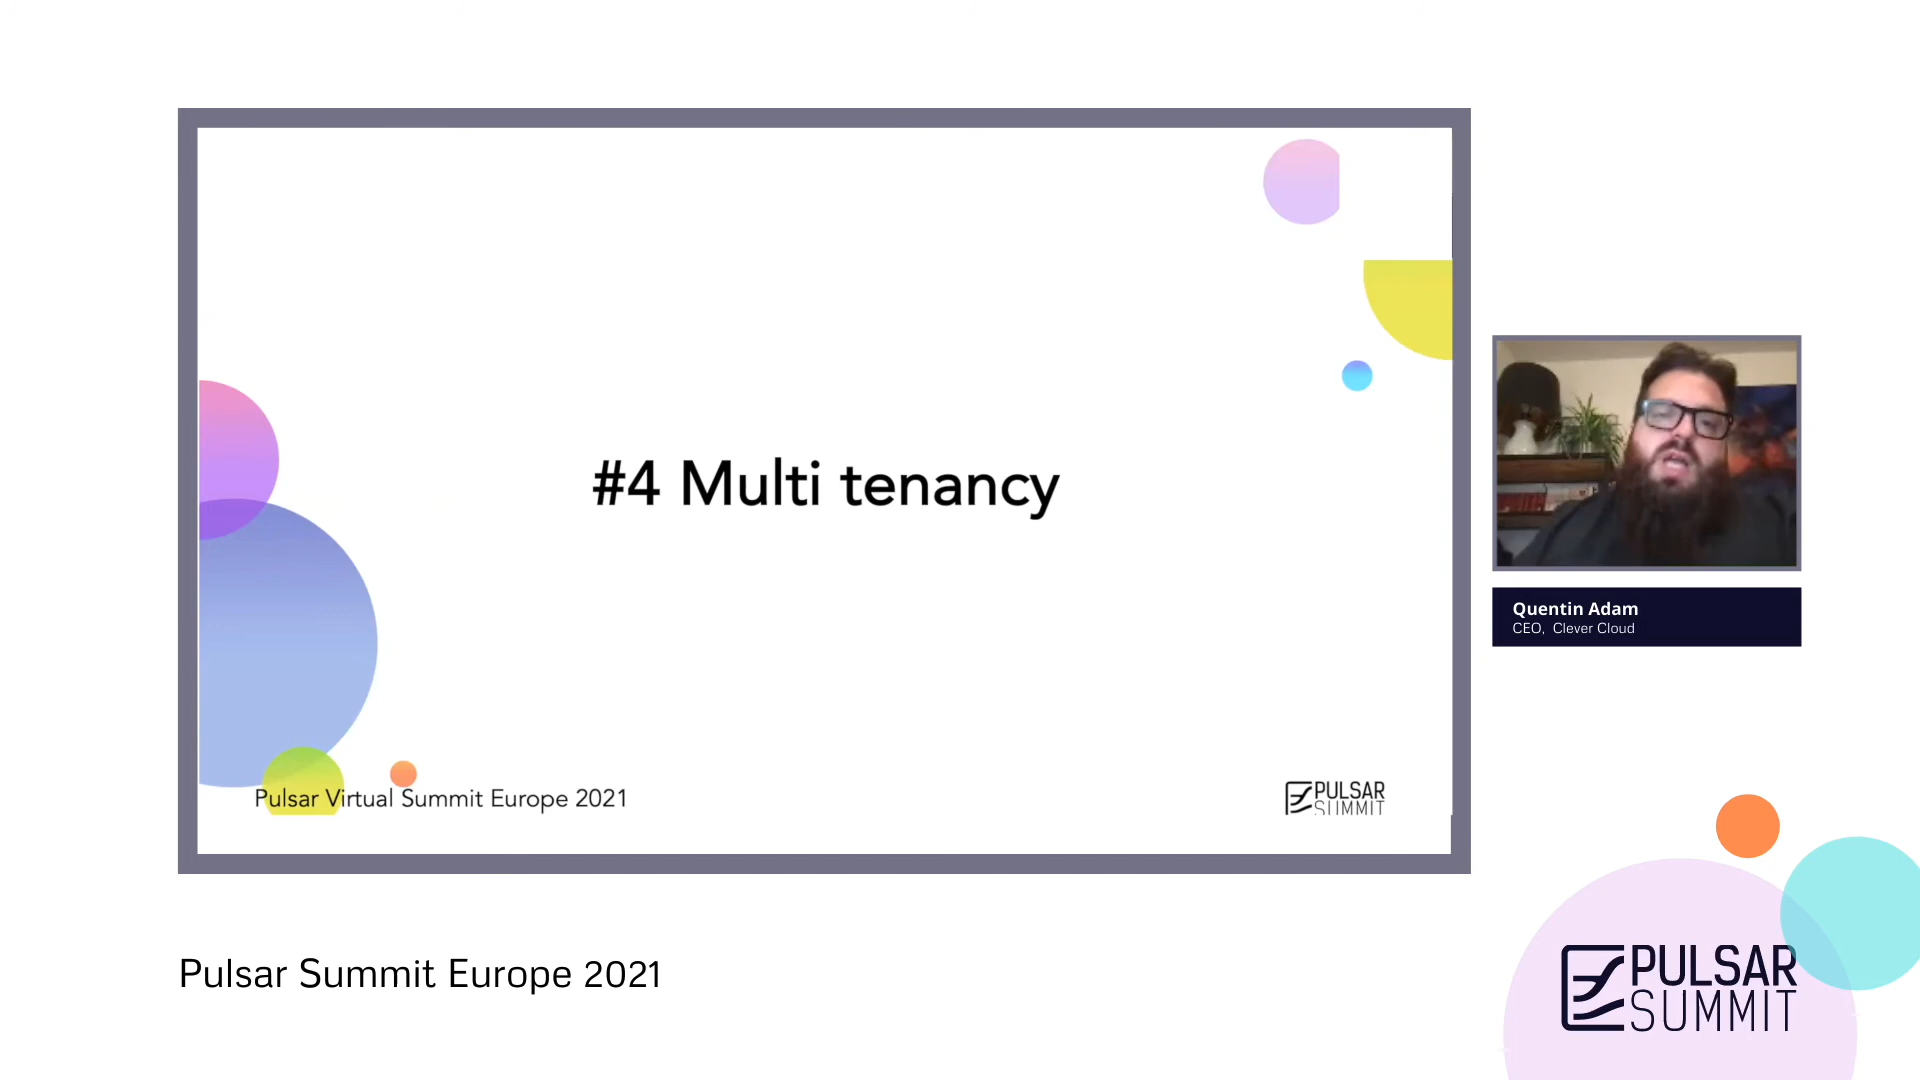 #4 Multi tenancy
Pulsar Virtual Summit Europe 2021
PULSAR
SUMMIT
Quentin Adam
CEO, Clever Cloud
Pulsar Summit Europe 2021
PULSAR
SUMMIT